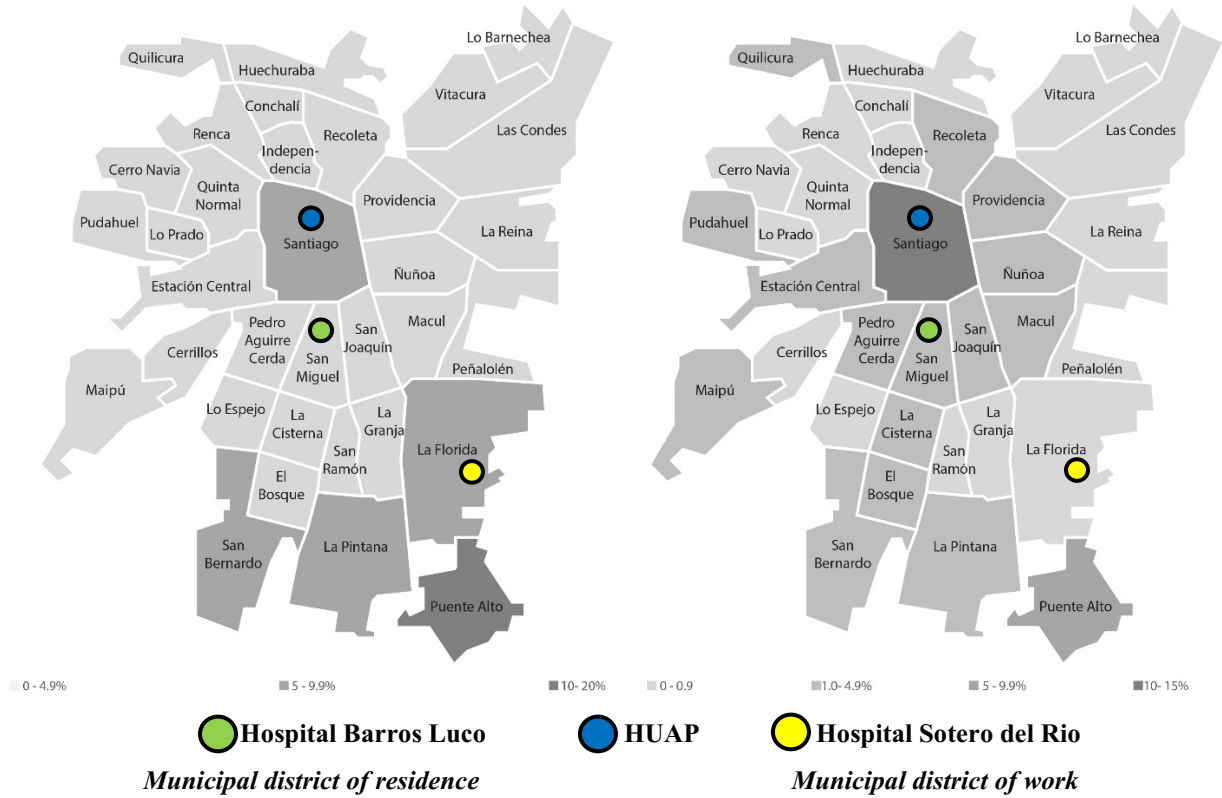 Lo Barnechea
Quilicura
Huechuraba
Vitacura
Conchalí
Las Condes
Renca
Recoleta
Indepen-
dencia
Cerro Navia
Quinta
Normal
Providencia
Pudahuel
Lo Prado
La Reina
Santiago
Ñuñoa
Estación Central
Pedro
Aguirre
Cerda
San
Joaquín
Macul
Cerrillos
San
Miguel
Peñalolén
Maipú
Lo Espejo
La
Cisterna
La
Granja
San
Ramón
La Florida
El
Bosque
San
Bernardo
La Pintana
Puente Alto
0 - 4.9%
5 - 9.9%
10- 20%
Lo Barnechea
Quilicura
Huechuraba
Vitacura
Conchalí
Las Condes
Renca
Recoleta
Indepen-
dencia
Cerro Navia
Quinta
Normal
Providencia
Pudahuel
Lo Prado
La Reina
Santiago
Ñuñoa
Estación Central
Pedro
Aguirre
Cerda
San
Joaquín
Macul
Cerrillos
San
Miguel
Peñalolén
Maipú
Lo Espejo
La
Cisterna
La
Granja
San
Ramón
La Florida
El
Bosque
San
Bernardo
La Pintana
Puente Alto
0 - 0.9
1.0- 4.9%
5 - 9.9%
10- 15%
Hospital Barros Luco
HUAP
Hospital Sotero del Rio
Municipal district of residence
Municipal district of work